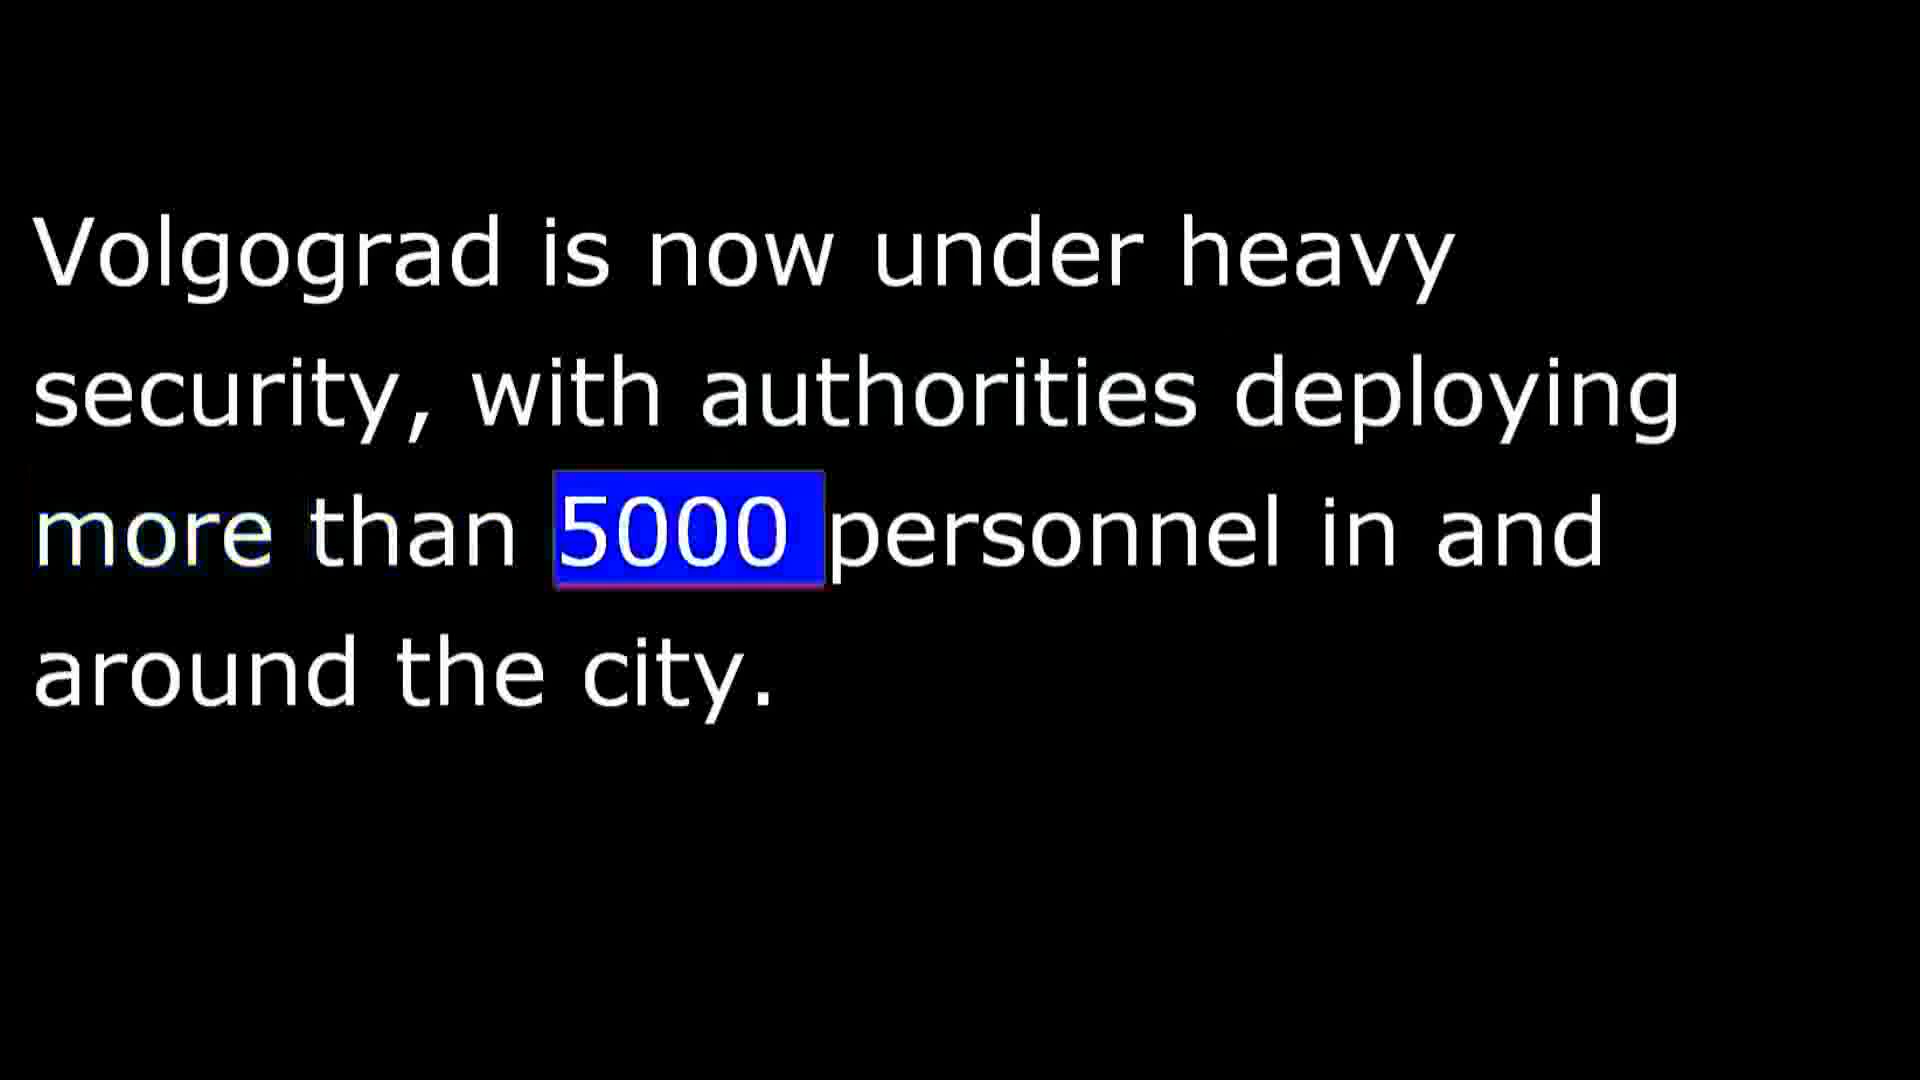 Volgograd is now under heavy
security, with authorities deploying
more than 5000 personnel in and
around the city.